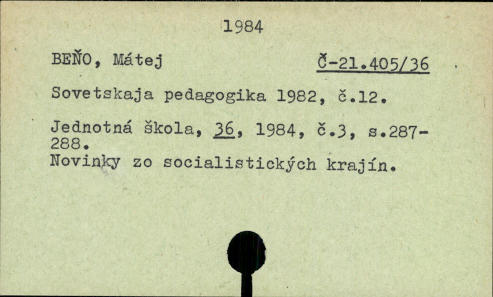 1984
BEŇO, Mátej Č-21.405/36
Sovetskaja pedagogika 1982, č.12.
Jednotná škola, 36, 1984, č.3, s.287-
288.
Novinky zo socialistických krajín.